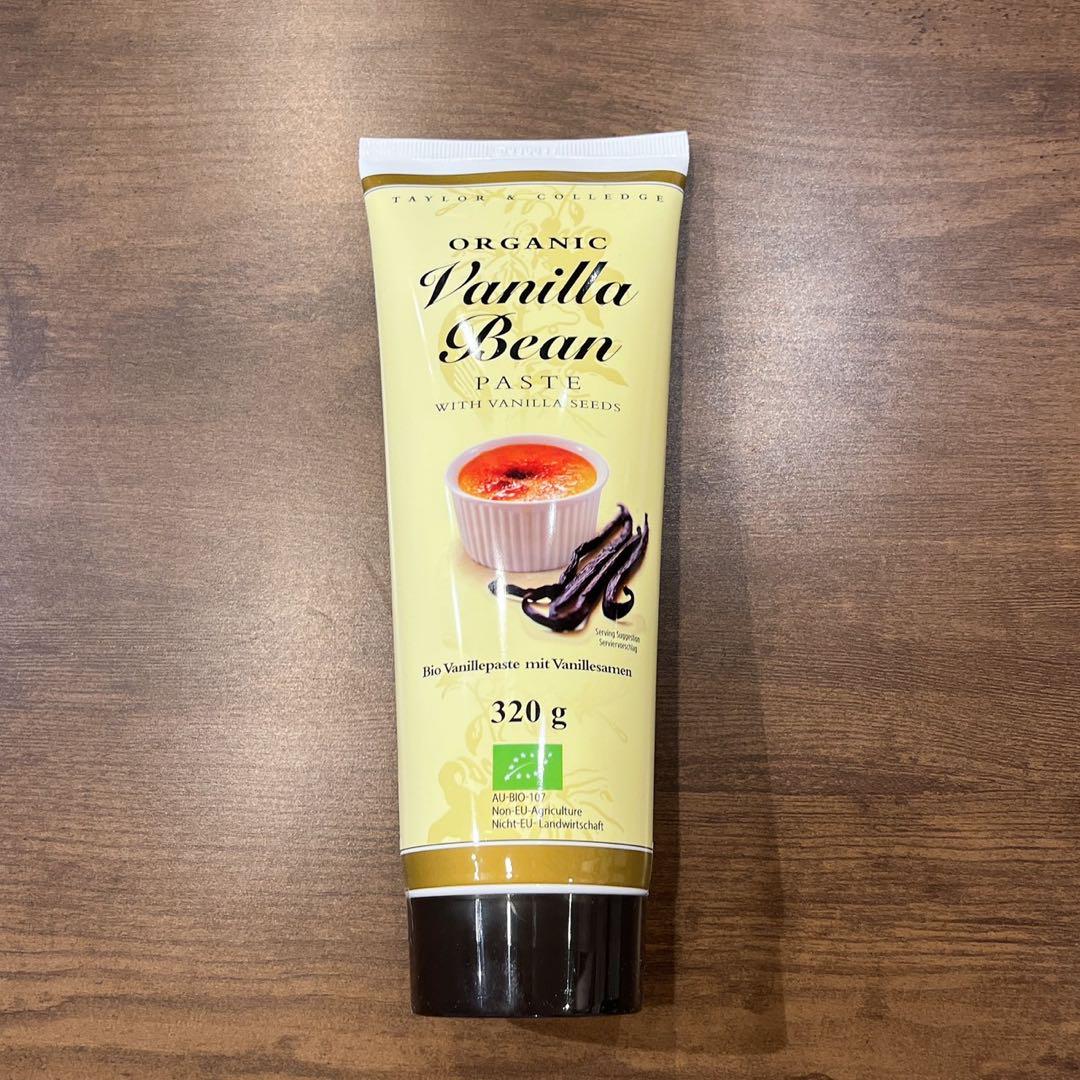 TAYLOR & COLLEDGE
ORGANIC
Vanilla
Bean
PASTE
WITH VANILLA SEEDS
Serving Suggestion
Serviervorschlag
Bio Vanillepaste mit Vanillesamen
320 g
AU-BIO-107
Non-EU-Agriculture
Nicht-EU- Landwirtschaft